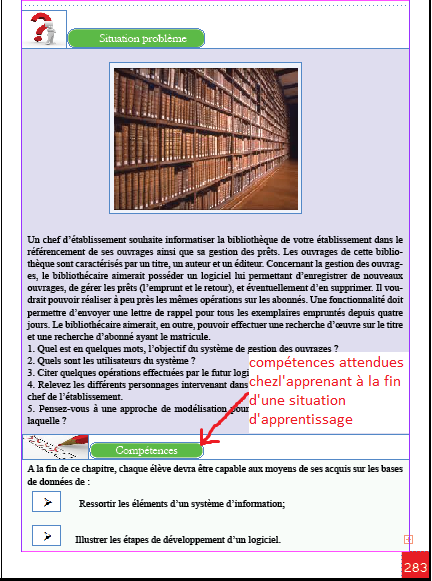 Situation problème
Un chef d'établissement souhaite informatiser la bibliothèque de votre établissement dans le
référencement de ses ouvrages ainsi que sa gestion des prêts. Les ouvrages de cette biblio-
thèque sont caractérisés par un titre, un auteur et un éditeur. Concernant la gestion des ouvrag-
es, le bibliothécaire aimerait posséder un logiciel lui permettant d'enregistrer de nouveaux
ouvrages, de gérer les prêts (l'emprunt et le retour), et éventuellement d'en supprimer. Il vou-
drait pouvoir réaliser à peu près les mêmes opérations sur les abonnés. Une fonctionnalité doit
permettre d'envoyer une lettre de rappel pour tous les exemplaires empruntés depuis quatre
jours. Le bibliothécaire aimerait, en outre, pouvoir effectuer une recherche d'œuvre sur le titre
et une recherche d'abonné ayant le matricule.
1. Quel est en quelques mots, l'objectif du système de gestion des ouvrages ?
2. Quels sont les utilisateurs du système ?
3. Citer quelques opérations effectuées par le futur logi
4. Relevez les différents personnages intervenant dans
chef de l'établissement.
5. Pensez-vous à une approche de modélisation pour
laquelle ?
compétences attendues
chezl'apprenant à la fin
d'une situation
d'apprentissage
Compétences
A la fin de ce chapitre, chaque élève devra être capable aux moyens de ses acquis sur les bases
de données de :
Ressortir les éléments d'un système d'information;
Illustrer les étapes de développement d'un logiciel.
283